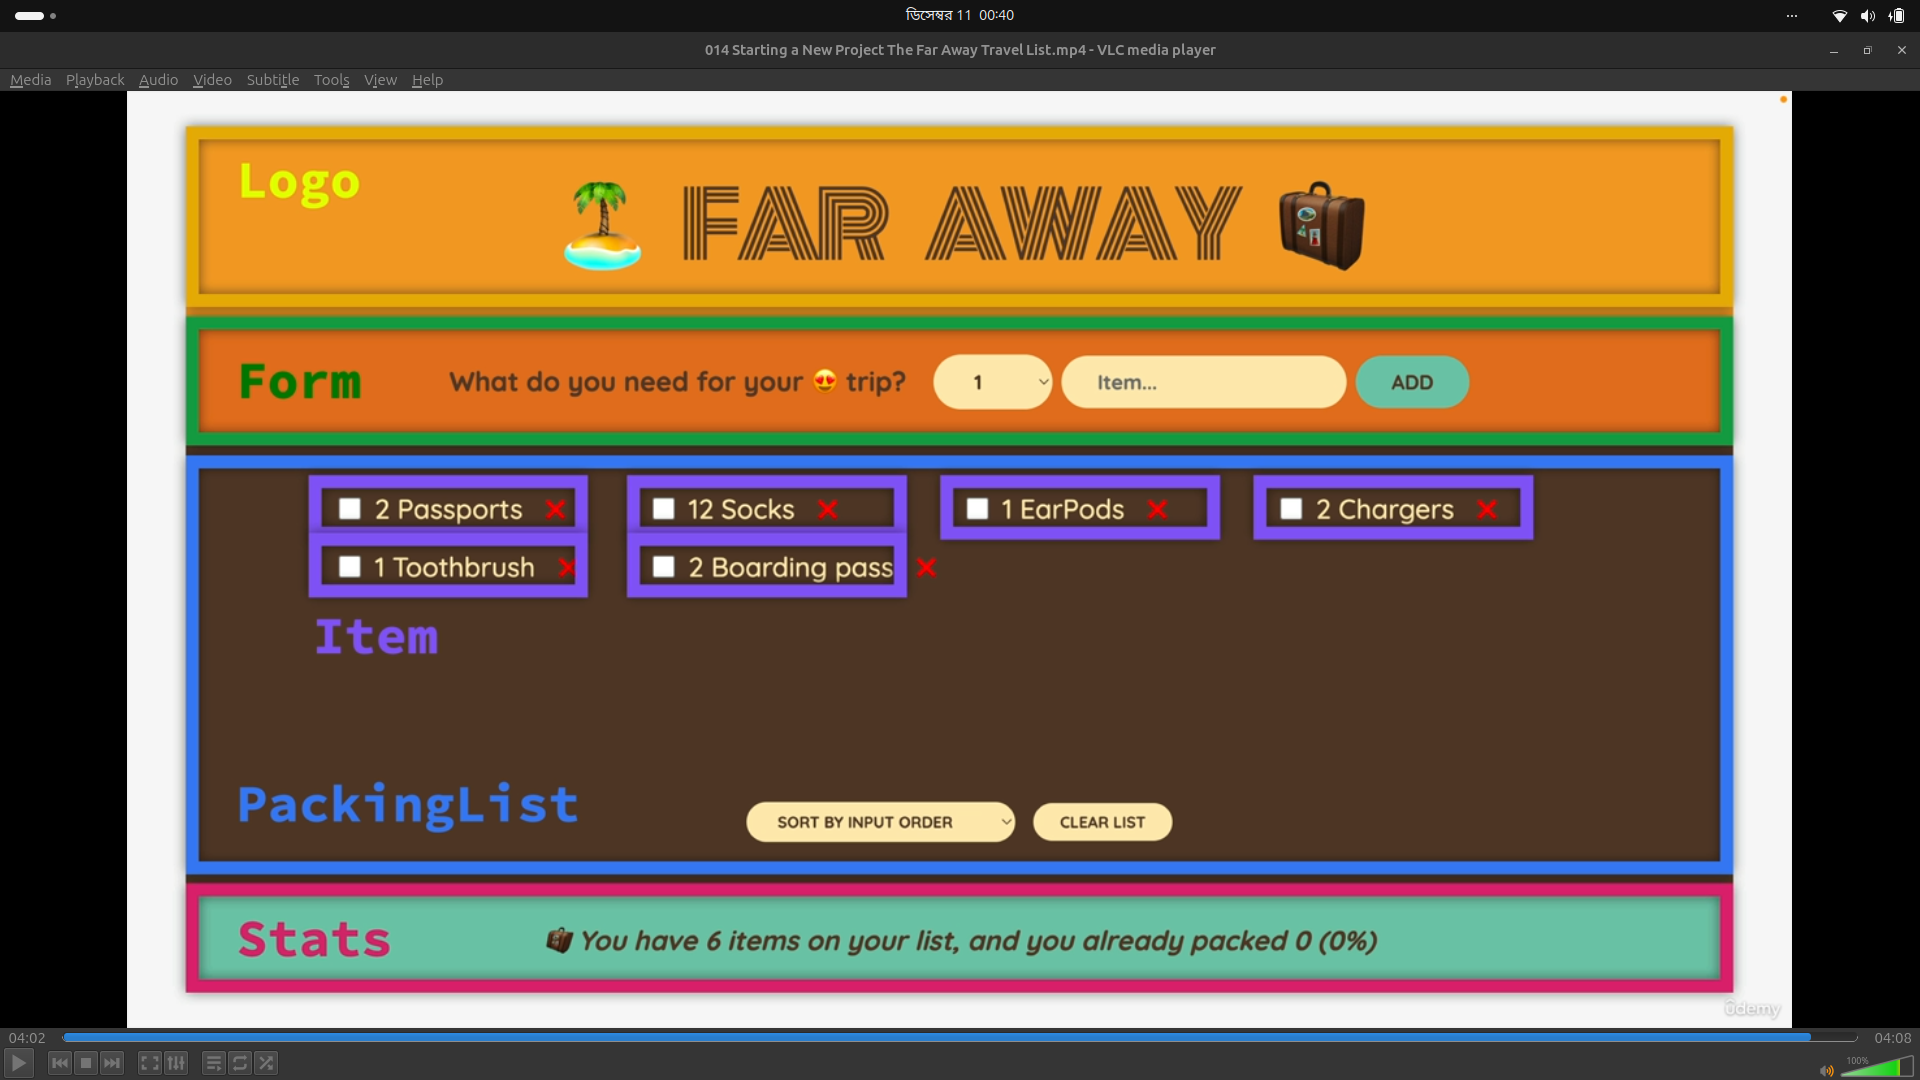 ডিসেম্বর 11 00:40
014 Starting a New Project The Far Away Travel List.mp4 - VLC media player
Media Playback Audio Video Subtitle Tools View Help
Logo
FAR AWAY
Form
What do you need for your 😍 trip?
1
Item...
ADD
2 Passports ❌ 12 Socks ❌ 1 EarPods ❌ 2 Chargers ❌
1 Toothbrush ❌ 2 Boarding pass ❌
Item
PackingList
SORT BY INPUT ORDER
CLEAR LIST
Stats
You have 6 items on your list, and you already packed 0 (0%)
ûdemy
04:02
04:08
100%